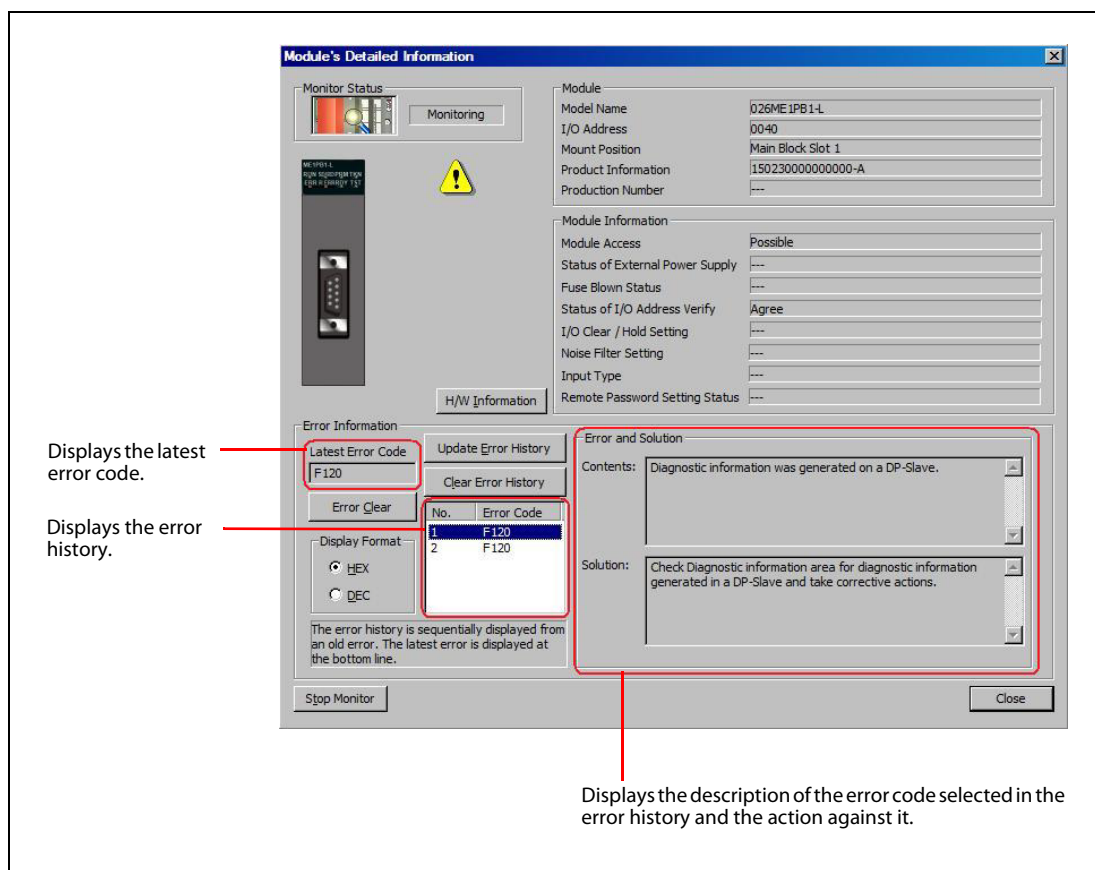 Module's Detailed Information
Monitor Status
Monitoring
ME1PB1-L
H/W Information
Module
Model Name 026ME1PB1-L
I/O Address 0040
Mount Position Main Block Slot 1
Product Information 150230000000000-A
Production Number ---
Module Information
Module Access Possible
Status of External Power Supply ---
Fuse Blown Status ---
Status of I/O Address Verify Agree
I/O Clear / Hold Setting ---
Noise Filter Setting ---
Input Type ---
Remote Password Setting Status ---
Error Information
Latest Error Code
F120
Error Clear
Update Error History
Clear Error History
Display Format
HEX
DEC
No. Error Code
1 F120
2 F120
The error history is sequentially displayed from
an old error. The latest error is displayed at
the bottom line.
Error and Solution
Contents: Diagnostic information was generated on a DP-Slave.
Solution: Check Diagnostic information area for diagnostic information
generated in a DP-Slave and take corrective actions.
Stop Monitor
Close
Displays the latest
error code.
Displays the error
history.
Displays the description of the error code selected in the
error history and the action against it.